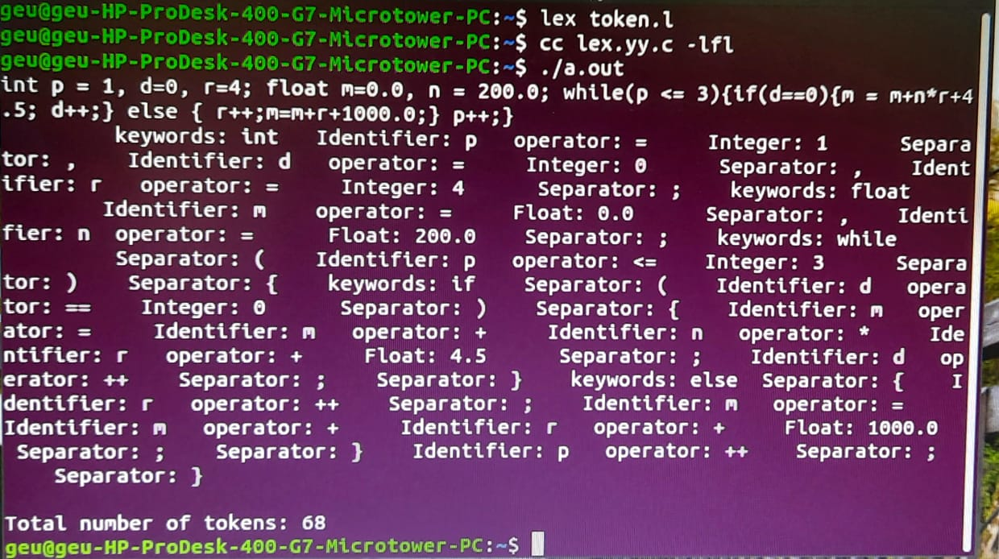 geu@geu-HP-ProDesk-400-G7-Microtower-PC:~$ lex token.l
geu@geu-HP-ProDesk-400-G7-Microtower-PC:~$ cc lex.yy.c -lfl
geu@geu-HP-ProDesk-400-G7-Microtower-PC:~$ ./a.out
int p = 1, d=0, r=4; float m=0.0, n = 200.0; while(p <= 3){if(d==0){m = m+n*r+4
.5; d++;} else { r++;m=m+r+1000.0;} p++;}
keywords: int Identifier: p operator: = Integer: 1 Separa
tor: , Identifier: d operator: = Integer: 0 Separator: , Ident
ifier: r operator: = Integer: 4 Separator: ; keywords: float
Identifier: m operator: = Float: 0.0 Separator: , Identi
fier: n operator: = Float: 200.0 Separator: ; keywords: while
Separator: ( Identifier: p operator: <= Integer: 3 Separa
tor: ) Separator: { keywords: if Separator: ( Identifier: d opera
tor: == Integer: 0 Separator: ) Separator: { Identifier: m oper
ator: = Identifier: m operator: + Identifier: n operator: * Ide
ntifier: r operator: + Float: 4.5 Separator: ; Identifier: d op
erator: ++ Separator: ; Separator: } keywords: else Separator: { I
dentifier: r operator: ++ Separator: ; Identifier: m operator: =
Identifier: m operator: + Identifier: r operator: + Float: 1000.0
Separator: ; Separator: } Identifier: p operator: ++ Separator: ;
Separator: }
Total number of tokens: 68
geu@geu-HP-ProDesk-400-G7-Microtower-PC:~$